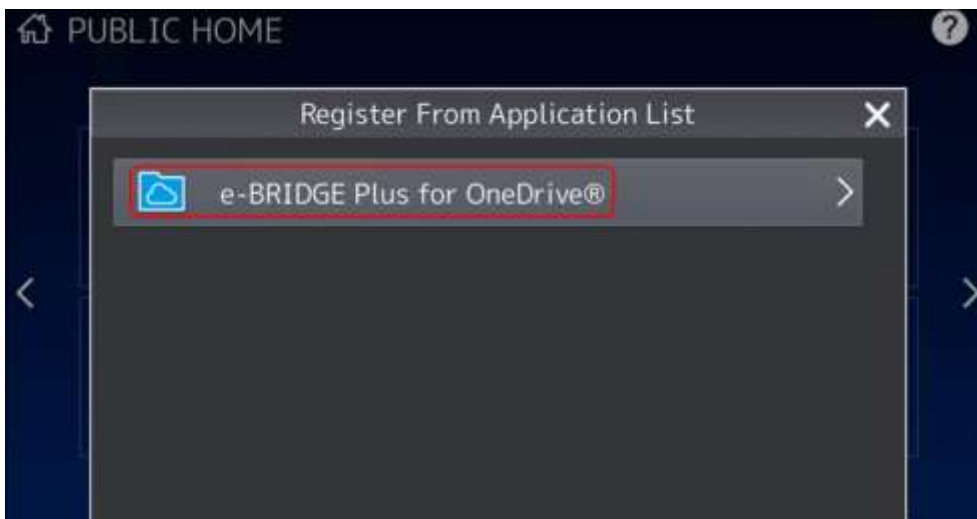 PUBLIC HOME
?
Register From Application List
e-BRIDGE Plus for OneDrive®